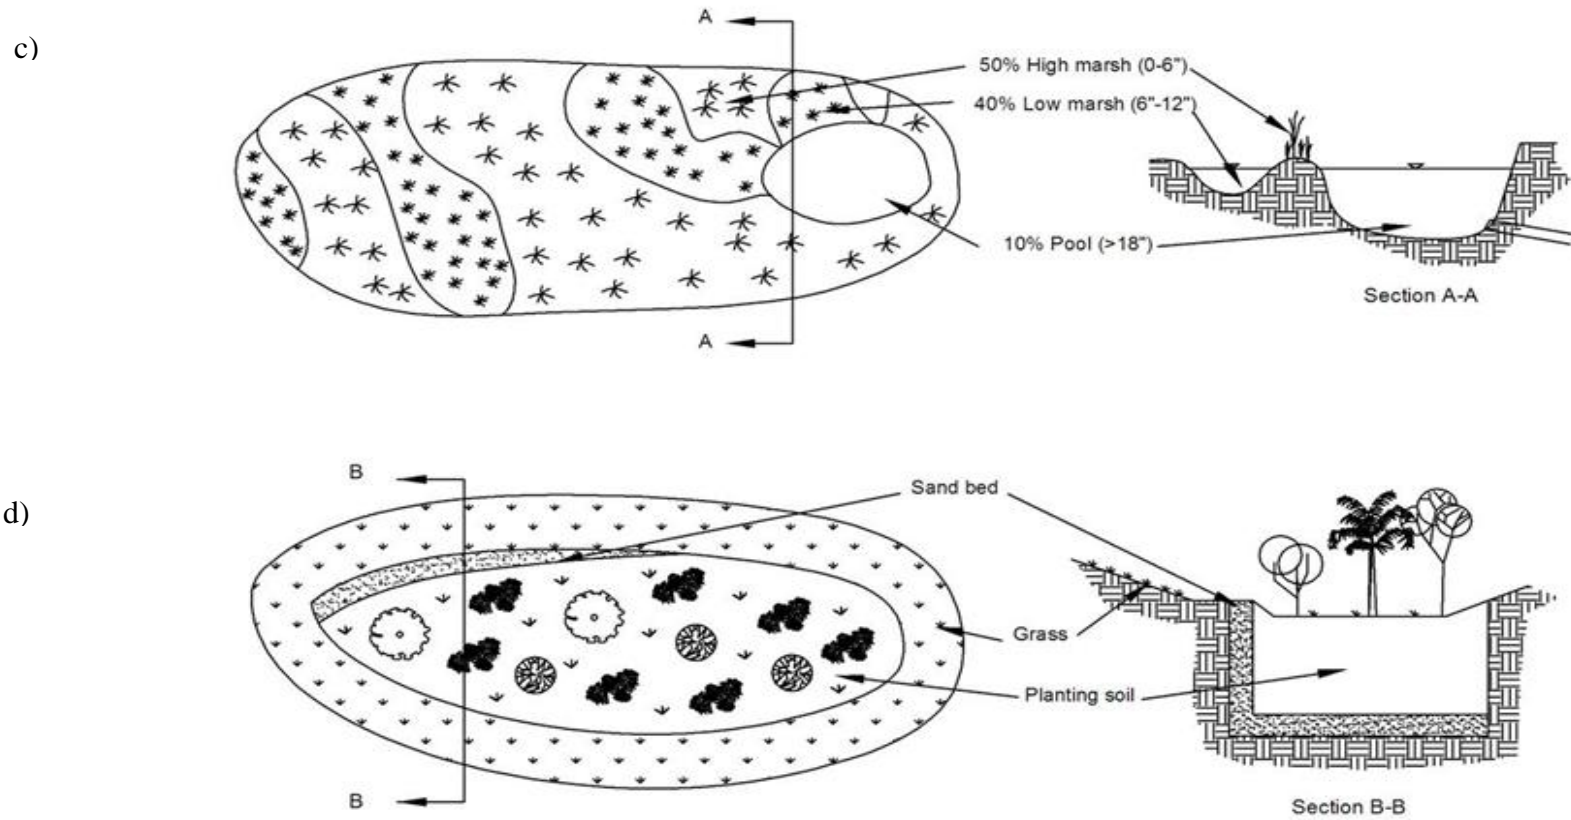 c)
A
50% High marsh (0-6")
40% Low marsh (6"-12")
10% Pool (>18")
Section A-A
A
d)
B
Sand bed
Grass
Planting soil
B
Section B-B